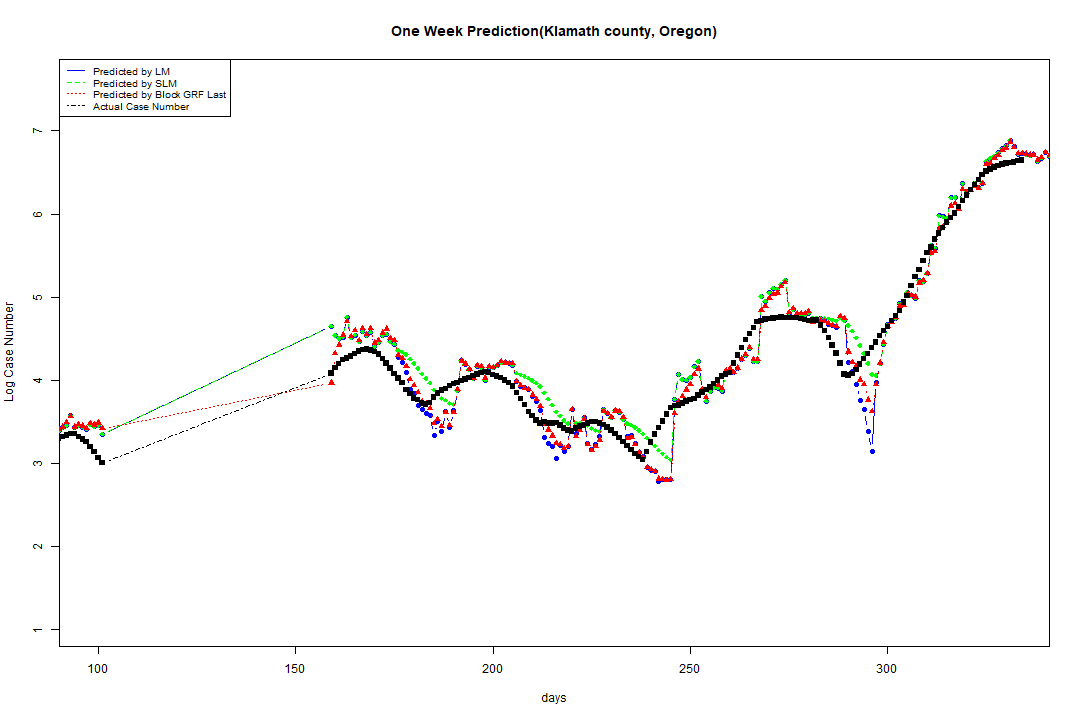 One Week Prediction(Klamath county, Oregon)
Predicted by LM
Predicted by SLM
Predicted by Block GRF Last
Actual Case Number
7
6
5
4
3
2
1
Log Case Number
100 150 200 250 300
days